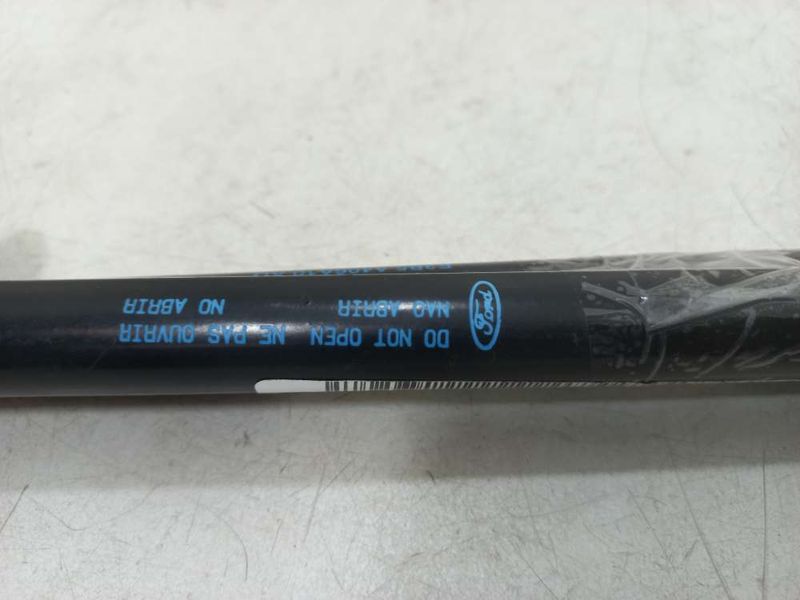 Ford
DO NOT OPEN NE PAS OUVRIR
NAO ABRIR NO ABRIR